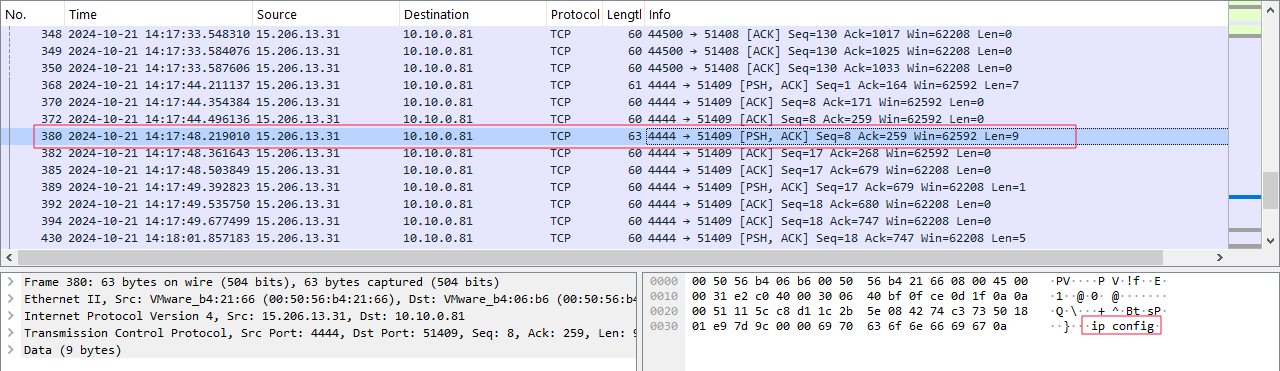 No. Time Source Destination Protocol Lengtl Info
348 2024-10-21 14:17:33.548310 15.206.13.31 10.10.0.81 TCP 60 44500 → 51408 [ACK] Seq=130 Ack=1017 Win=62208 Len=0
349 2024-10-21 14:17:33.584076 15.206.13.31 10.10.0.81 TCP 60 44500 → 51408 [ACK] Seq=130 Ack=1025 Win=62208 Len=0
350 2024-10-21 14:17:33.587606 15.206.13.31 10.10.0.81 TCP 60 44500 → 51408 [ACK] Seq=130 Ack=1033 Win=62208 Len=0
368 2024-10-21 14:17:44.211137 15.206.13.31 10.10.0.81 TCP 61 4444 → 51409 [PSH, ACK] Seq=1 Ack=164 Win=62592 Len=7
370 2024-10-21 14:17:44.354384 15.206.13.31 10.10.0.81 TCP 60 4444 → 51409 [ACK] Seq=8 Ack=171 Win=62592 Len=0
372 2024-10-21 14:17:44.496136 15.206.13.31 10.10.0.81 TCP 60 4444 → 51409 [ACK] Seq=8 Ack=259 Win=62592 Len=0
380 2024-10-21 14:17:48.219010 15.206.13.31 10.10.0.81 TCP 63 4444 → 51409 [PSH, ACK] Seq=8 Ack=259 Win=62592 Len=9
382 2024-10-21 14:17:48.361643 15.206.13.31 10.10.0.81 TCP 60 4444 → 51409 [ACK] Seq=17 Ack=268 Win=62592 Len=0
385 2024-10-21 14:17:48.503849 15.206.13.31 10.10.0.81 TCP 60 4444 → 51409 [ACK] Seq=17 Ack=679 Win=62208 Len=0
389 2024-10-21 14:17:49.392823 15.206.13.31 10.10.0.81 TCP 60 4444 → 51409 [PSH, ACK] Seq=17 Ack=679 Win=62208 Len=1
392 2024-10-21 14:17:49.535750 15.206.13.31 10.10.0.81 TCP 60 4444 → 51409 [ACK] Seq=18 Ack=680 Win=62208 Len=0
394 2024-10-21 14:17:49.677499 15.206.13.31 10.10.0.81 TCP 60 4444 → 51409 [ACK] Seq=18 Ack=747 Win=62208 Len=0
430 2024-10-21 14:18:01.857183 15.206.13.31 10.10.0.81 TCP 60 4444 → 51409 [PSH, ACK] Seq=18 Ack=747 Win=62208 Len=5
Frame 380: 63 bytes on wire (504 bits), 63 bytes captured (504 bits)
Ethernet II, Src: VMware_b4:21:66 (00:50:56:b4:21:66), Dst: VMware_b4:06:b6 (00:50:56:b4
Internet Protocol Version 4, Src: 15.206.13.31, Dst: 10.10.0.81
Transmission Control Protocol, Src Port: 4444, Dst Port: 51409, Seq: 8, Ack: 259, Len: 9
Data (9 bytes)
0000 00 50 56 b4 06 b6 00 50 56 b4 21 66 08 00 45 00 ·PV····P V·!f··E·
0010 00 31 e2 c0 40 00 30 06 40 bf 0f ce 0d 1f 0a 0a ·1··@·0· @·······
0020 00 51 11 5c c8 d1 1c 2b 5e 08 42 74 c3 73 50 18 ·Q·\···+ ^·Bt·sP·
0030 01 e9 7d 9c 00 00 69 70 63 6f 6e 66 69 67 0a ··}···ip config·